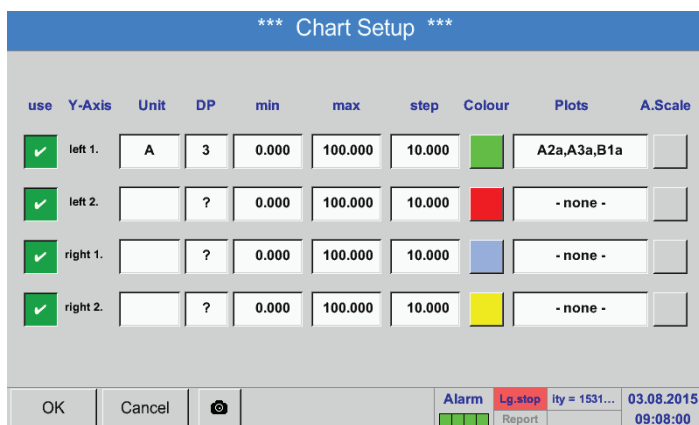 *** Chart Setup ***
use Y-Axis Unit DP min max step Colour Plots A.Scale
left 1. A 3 0.000 100.000 10.000 A2a,A3a,B1a
left 2. ? 0.000 100.000 10.000 - none -
right 1. ? 0.000 100.000 10.000 - none -
right 2. ? 0.000 100.000 10.000 - none -
OK Cancel Alarm Lg.stop ity = 1531... 03.08.2015
Report 09:08:00